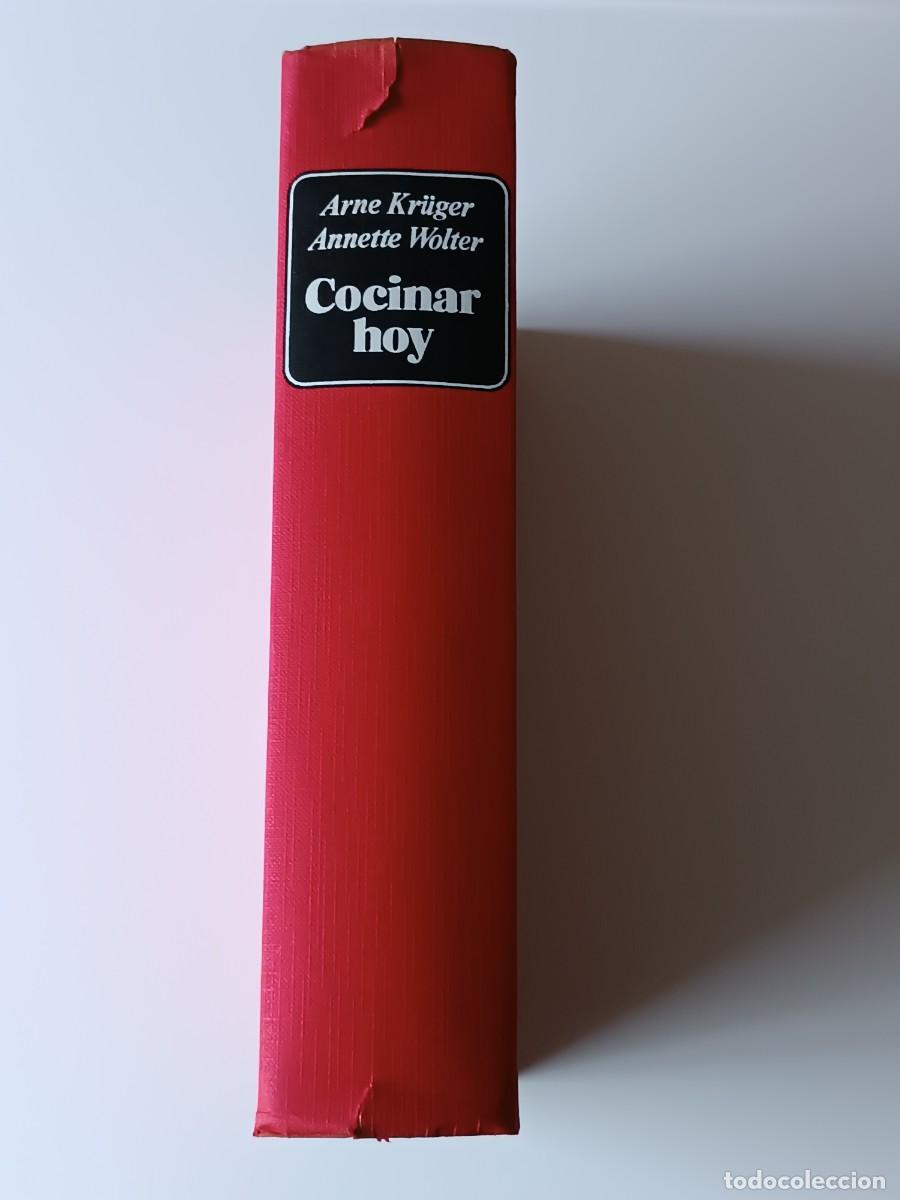 Arne Krüger
Annette Wolter
Cocinar
hoy
todocoleccion